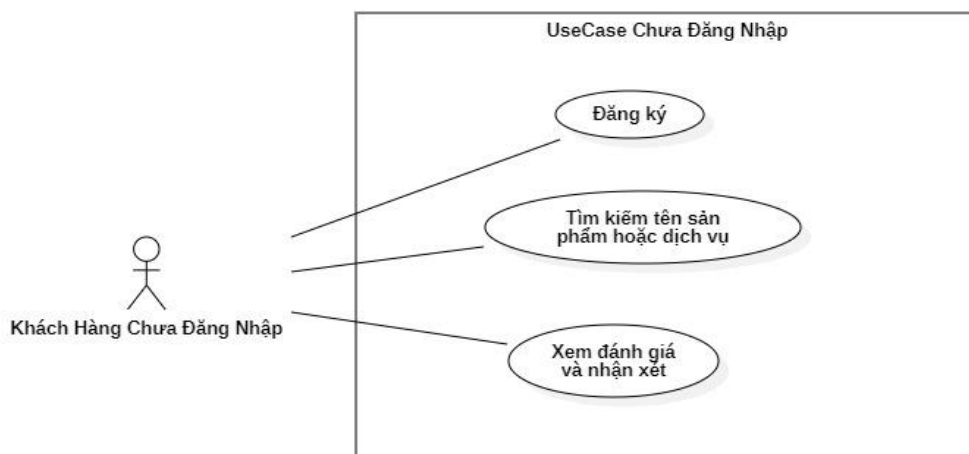 UseCase Chưa Đăng Nhập
Đăng ký
Tìm kiếm tên sản
phẩm hoặc dịch vụ
Khách Hàng Chưa Đăng Nhập
Xem đánh giá
và nhận xét